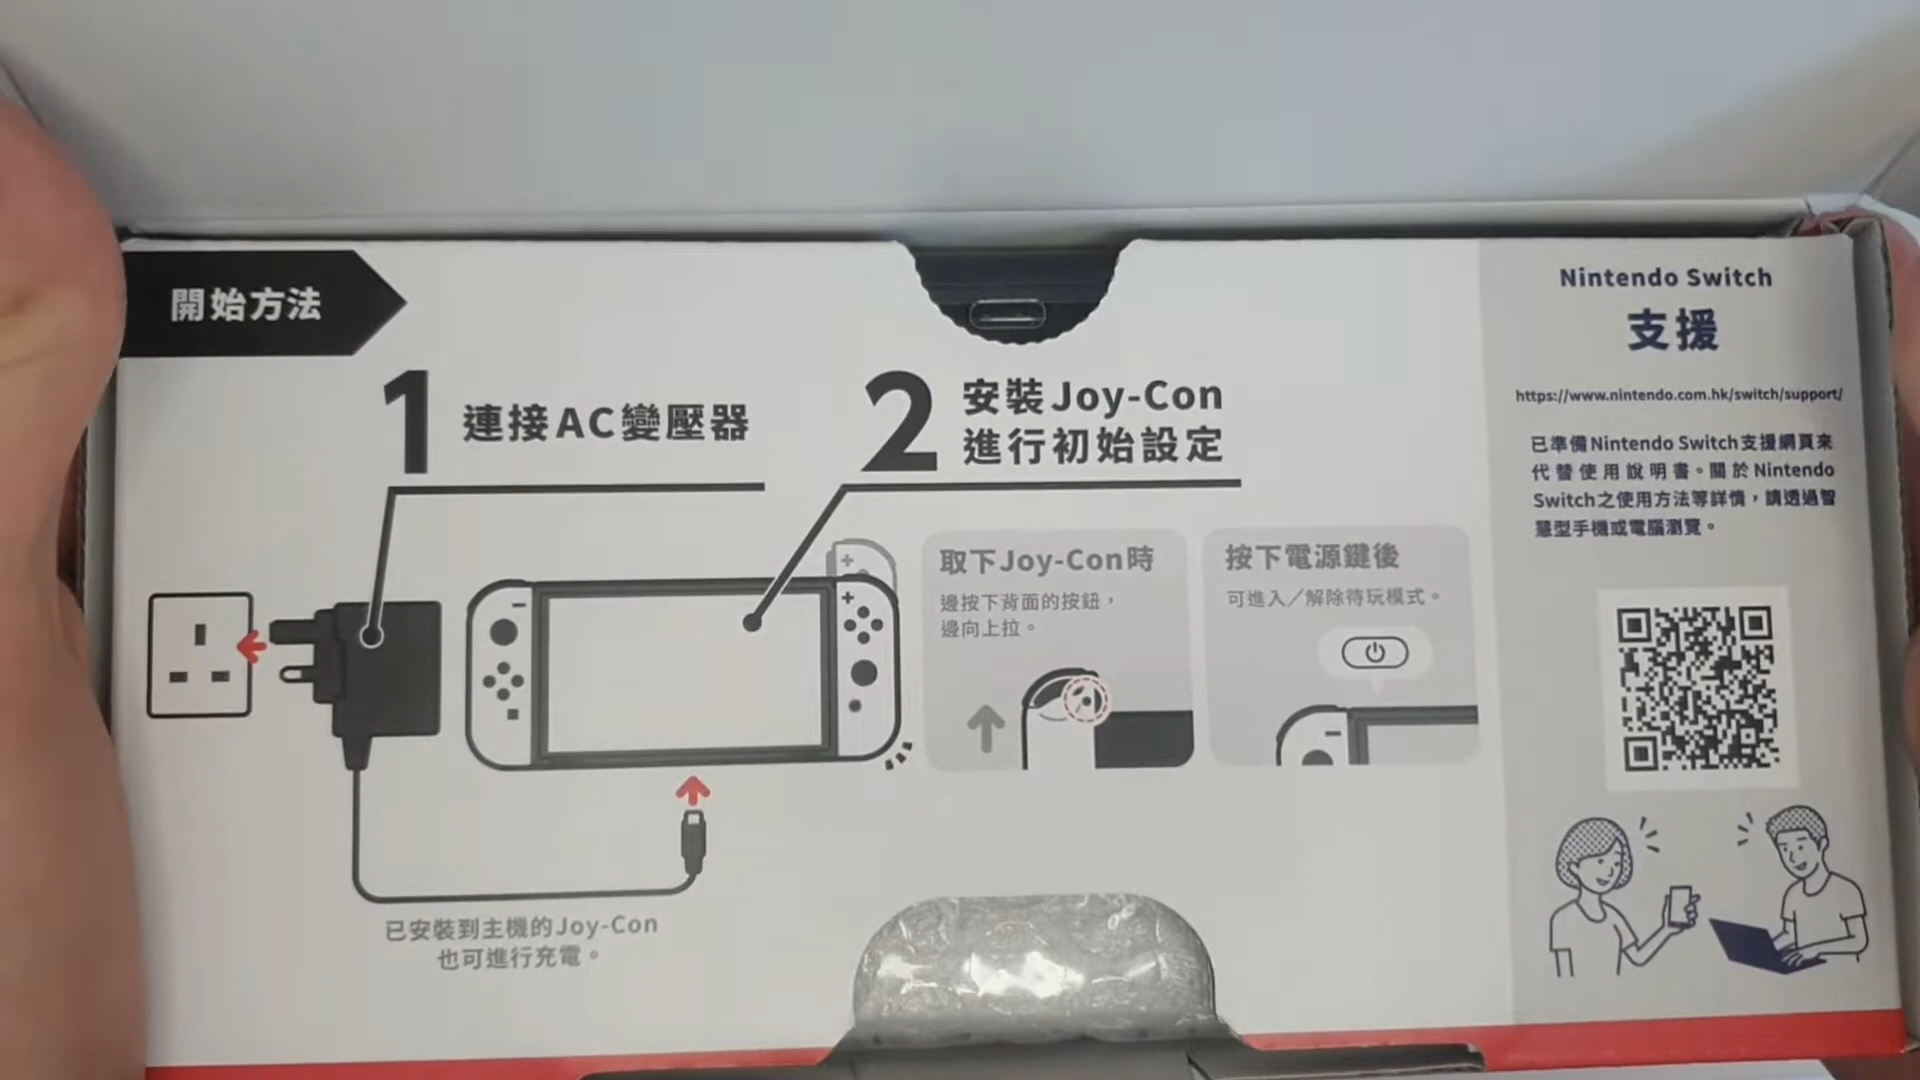 開始方法
1 連接AC變壓器
2 安裝Joy-Con
進行初始設定
取下Joy-Con時
邊按下背面的按鈕，
邊向上拉。
按下電源鍵後
可進入／解除待玩模式。
已安裝到主機的Joy-Con
也可進行充電。
Nintendo Switch
支援
https://www.nintendo.com.hk/switch/support/
已準備Nintendo Switch支援網頁來
代替使用說明書。關於Nintendo
Switch之使用方法等詳情，請透過智
慧型手機或電腦瀏覽。